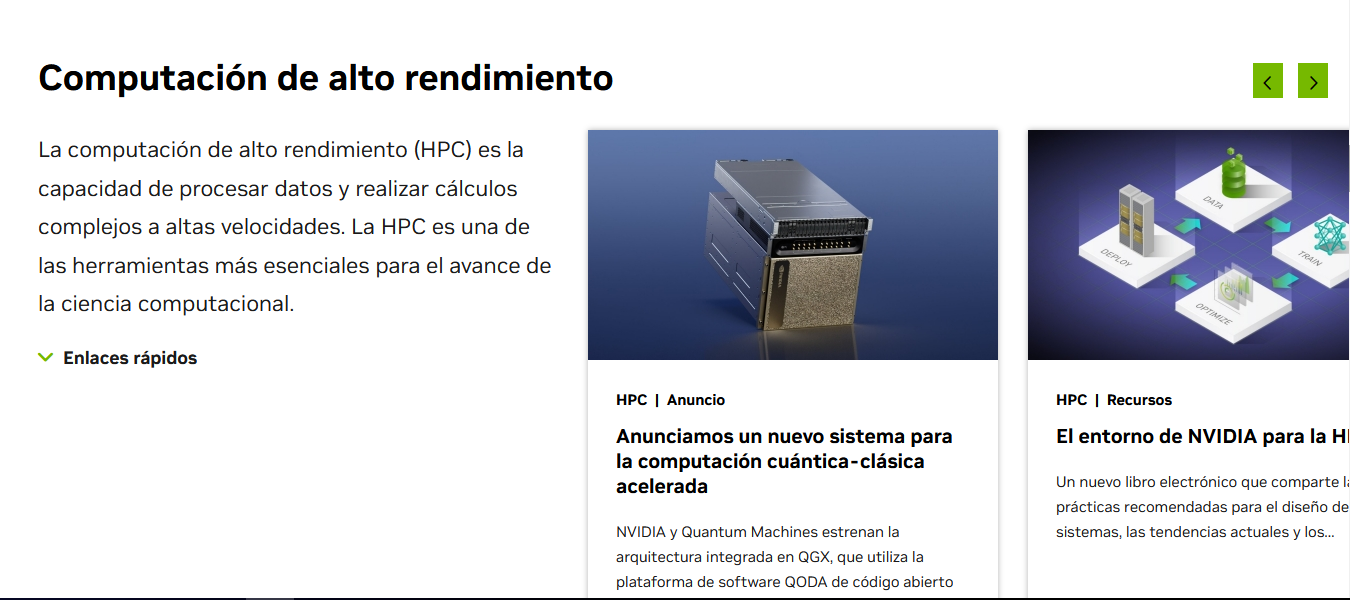 Computación de alto rendimiento
La computación de alto rendimiento (HPC) es la
capacidad de procesar datos y realizar cálculos
complejos a altas velocidades. La HPC es una de
las herramientas más esenciales para el avance de
la ciencia computacional.
Enlaces rápidos
HPC | Anuncio
Anunciamos un nuevo sistema para
la computación cuántica-clásica
acelerada
NVIDIA y Quantum Machines estrenan la
arquitectura integrada en QGX, que utiliza la
plataforma de software QODA de código abierto
DATA
DEPLOY
TRAIN
OPTIMIZE
HPC | Recursos
El entorno de NVIDIA para la
Un nuevo libro electrónico que comparte
prácticas recomendadas para el diseño de
sistemas, las tendencias actuales y los...